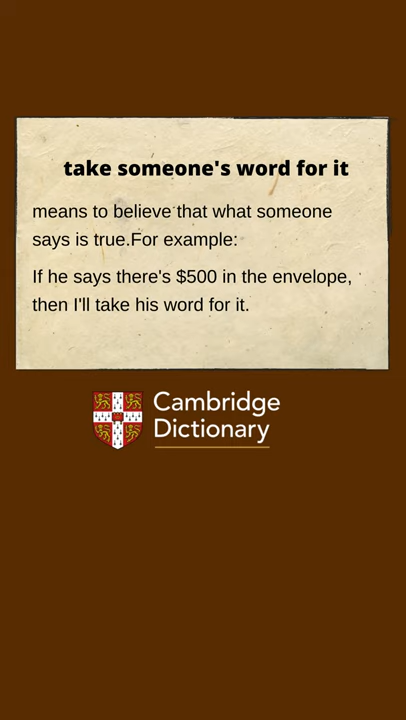 take someone's word for it
means to believe that what someone
says is true.For example:
If he says there's $500 in the envelope,
then I'll take his word for it.
Cambridge
Dictionary